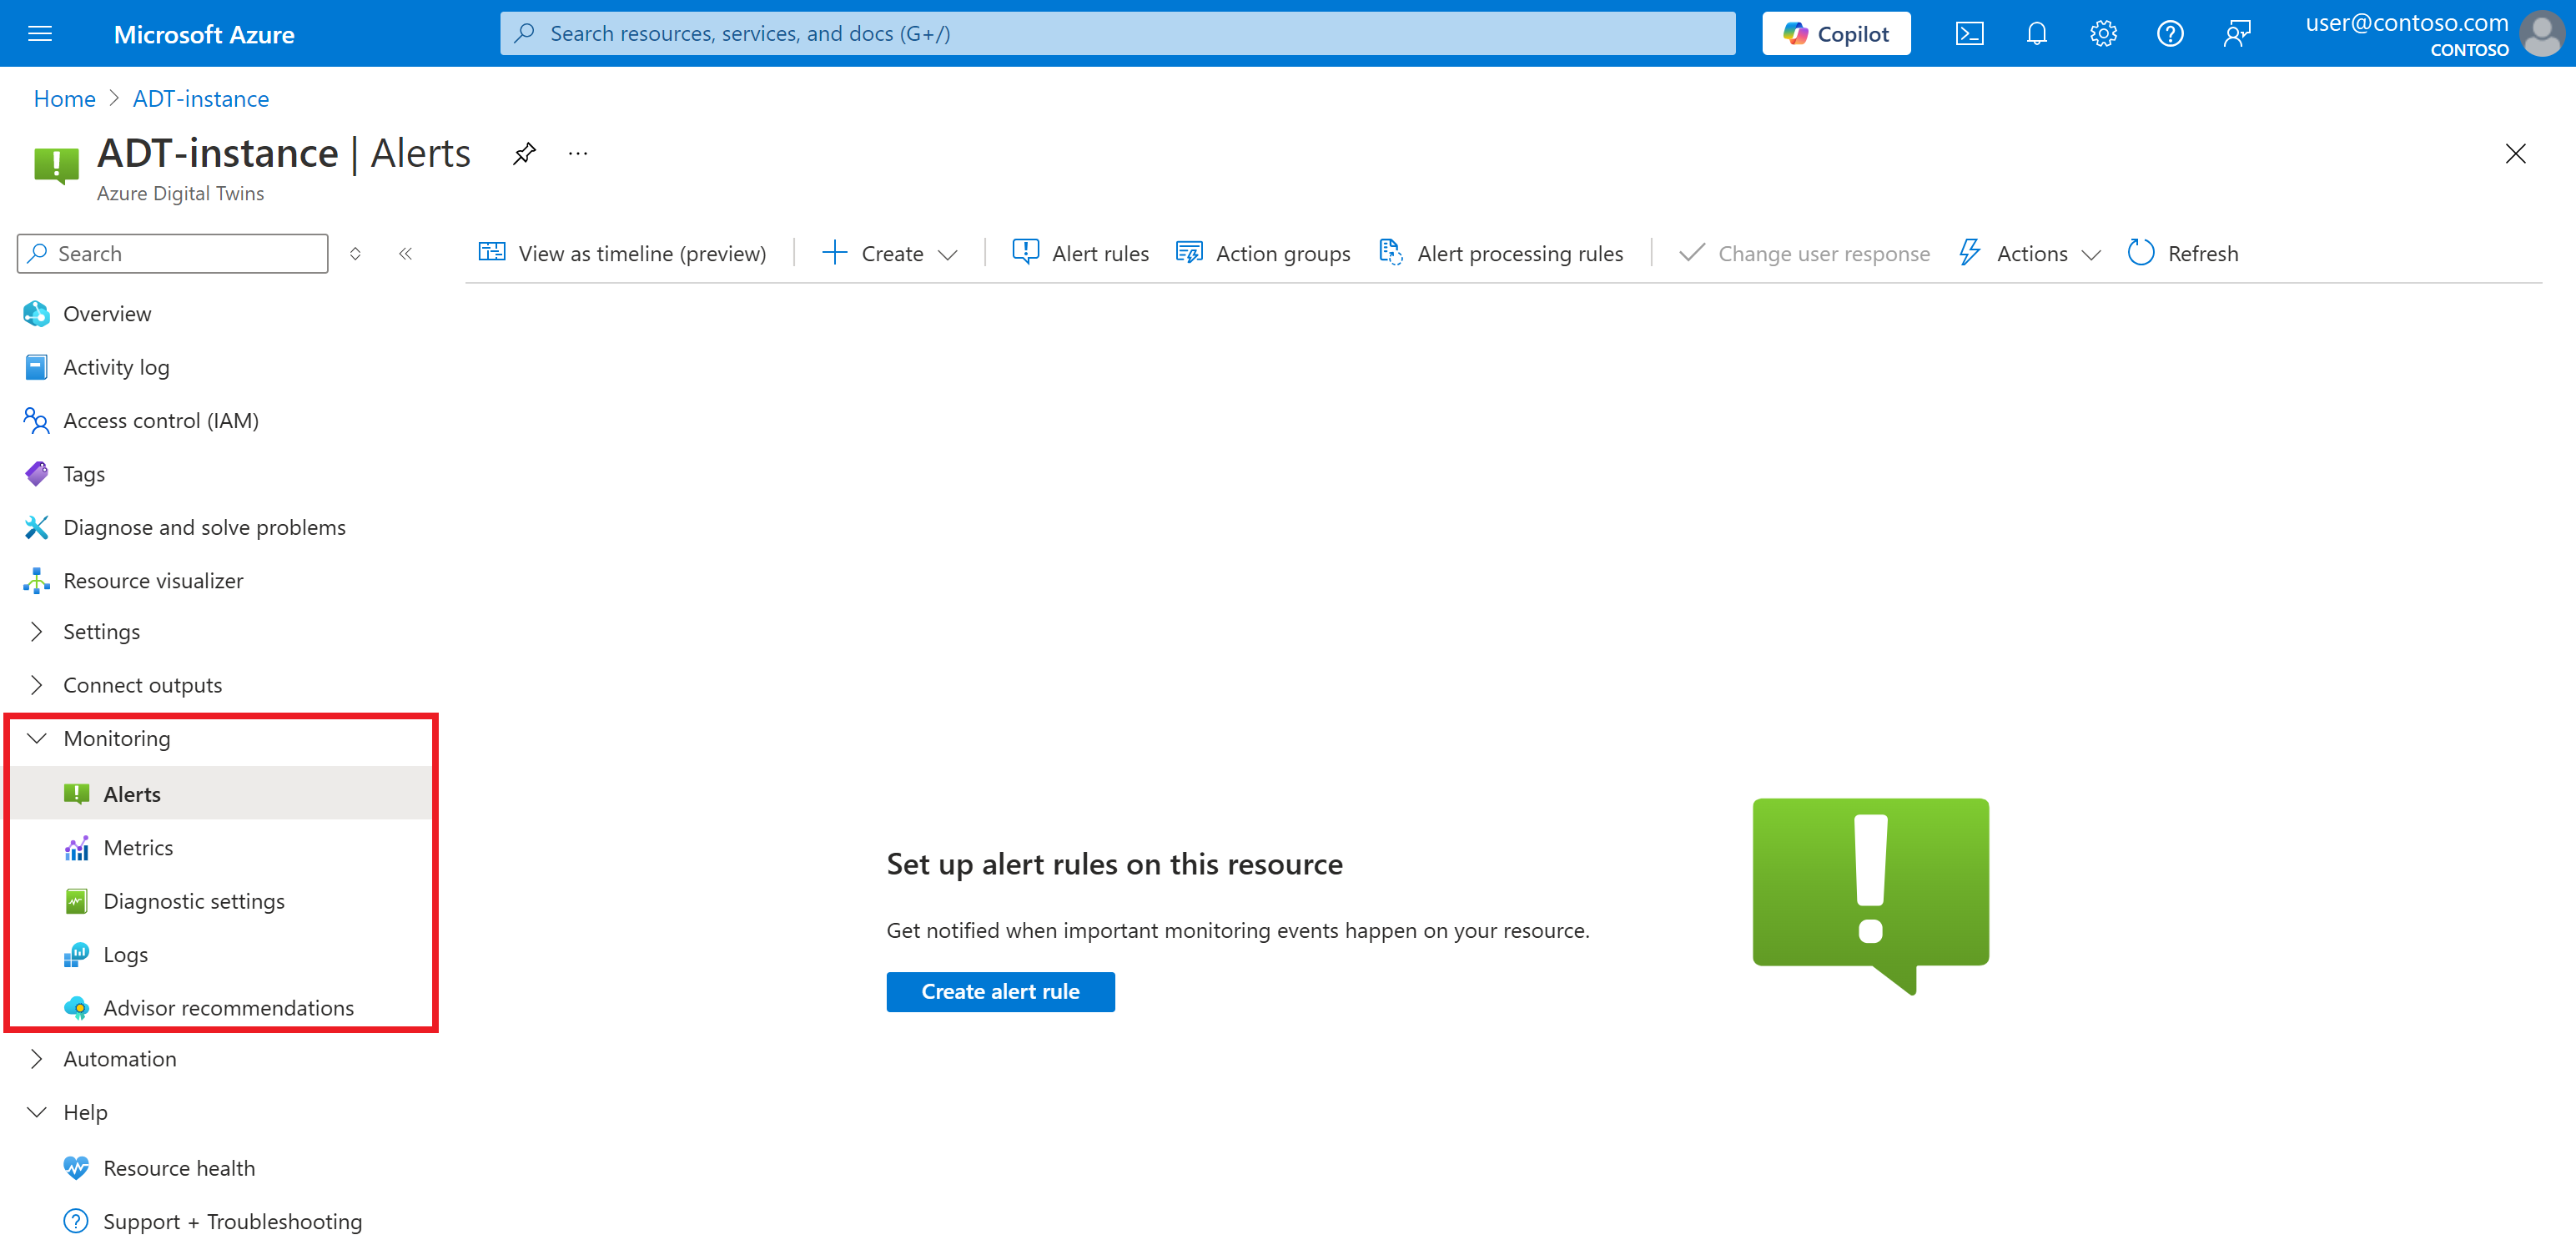 Microsoft Azure
Search resources, services, and docs (G+/)
Copilot
user@contoso.com
CONTOSO
Home > ADT-instance
ADT-instance | Alerts
Azure Digital Twins
Search
View as timeline (preview)
Create
Alert rules
Action groups
Alert processing rules
Change user response
Actions
Refresh
Overview
Activity log
Access control (IAM)
Tags
Diagnose and solve problems
Resource visualizer
Settings
Connect outputs
Monitoring
Alerts
Metrics
Diagnostic settings
Logs
Advisor recommendations
Automation
Help
Resource health
Support + Troubleshooting
Set up alert rules on this resource
Get notified when important monitoring events happen on your resource.
Create alert rule